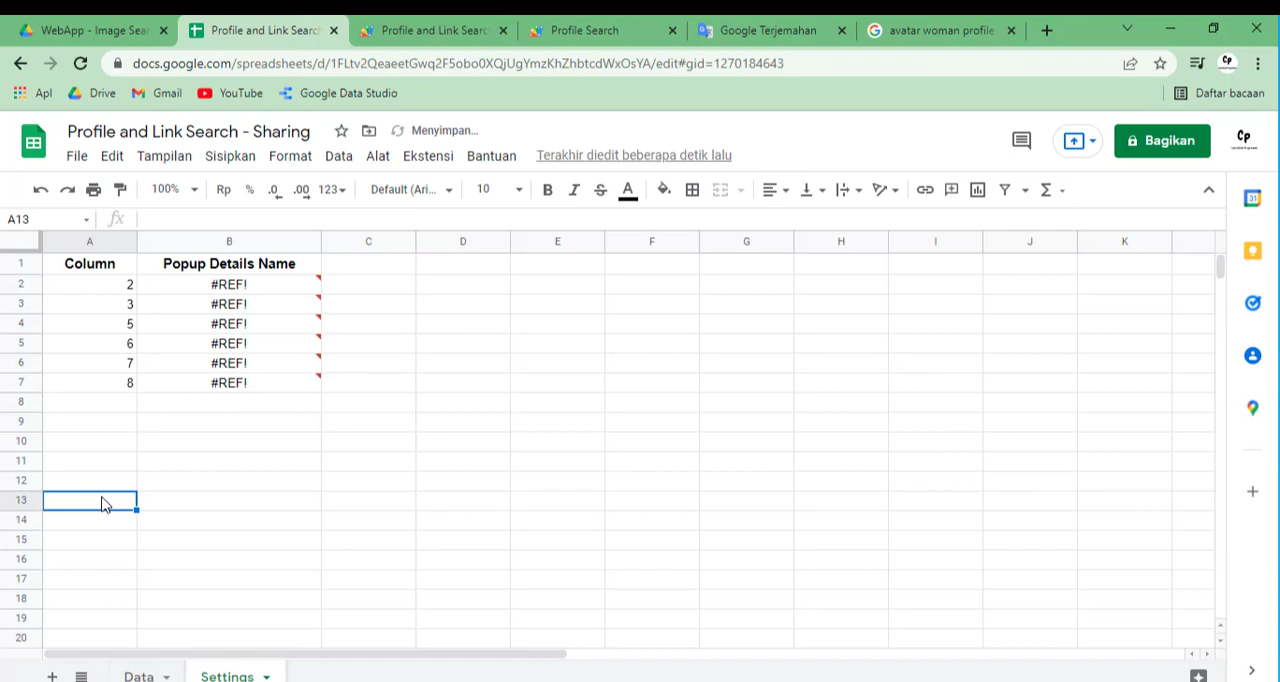 WebApp - Image Sear
Profile and Link Search
Profile and Link Search
Profile Search
Google Terjemahan
avatar woman profile
docs.google.com/spreadsheets/d/1FLtv2QeaeetGwq2F5obo0XQjUgYmzKhZhbtcdWxOsYA/edit#gid=1270184643
Cp
Apl
Drive
Gmail
YouTube
Google Data Studio
Daftar bacaan
Profile and Link Search - Sharing
Menyimpan...
File Edit Tampilan Sisipkan Format Data Alat Ekstensi Bantuan
Terakhir diedit beberapa detik lalu
Bagikan
Cp
100% Rp % .0 .00 123 Default (Ari... 10 B I S A Σ
31
A13 fx
A B C D E F G H I J K
1 Column Popup Details Name
2 2 #REF!
3 3 #REF!
4 5 #REF!
5 6 #REF!
6 7 #REF!
7 8 #REF!
8
9
10
11
12
13
14
15
16
17
18
19
20
Data
Settings